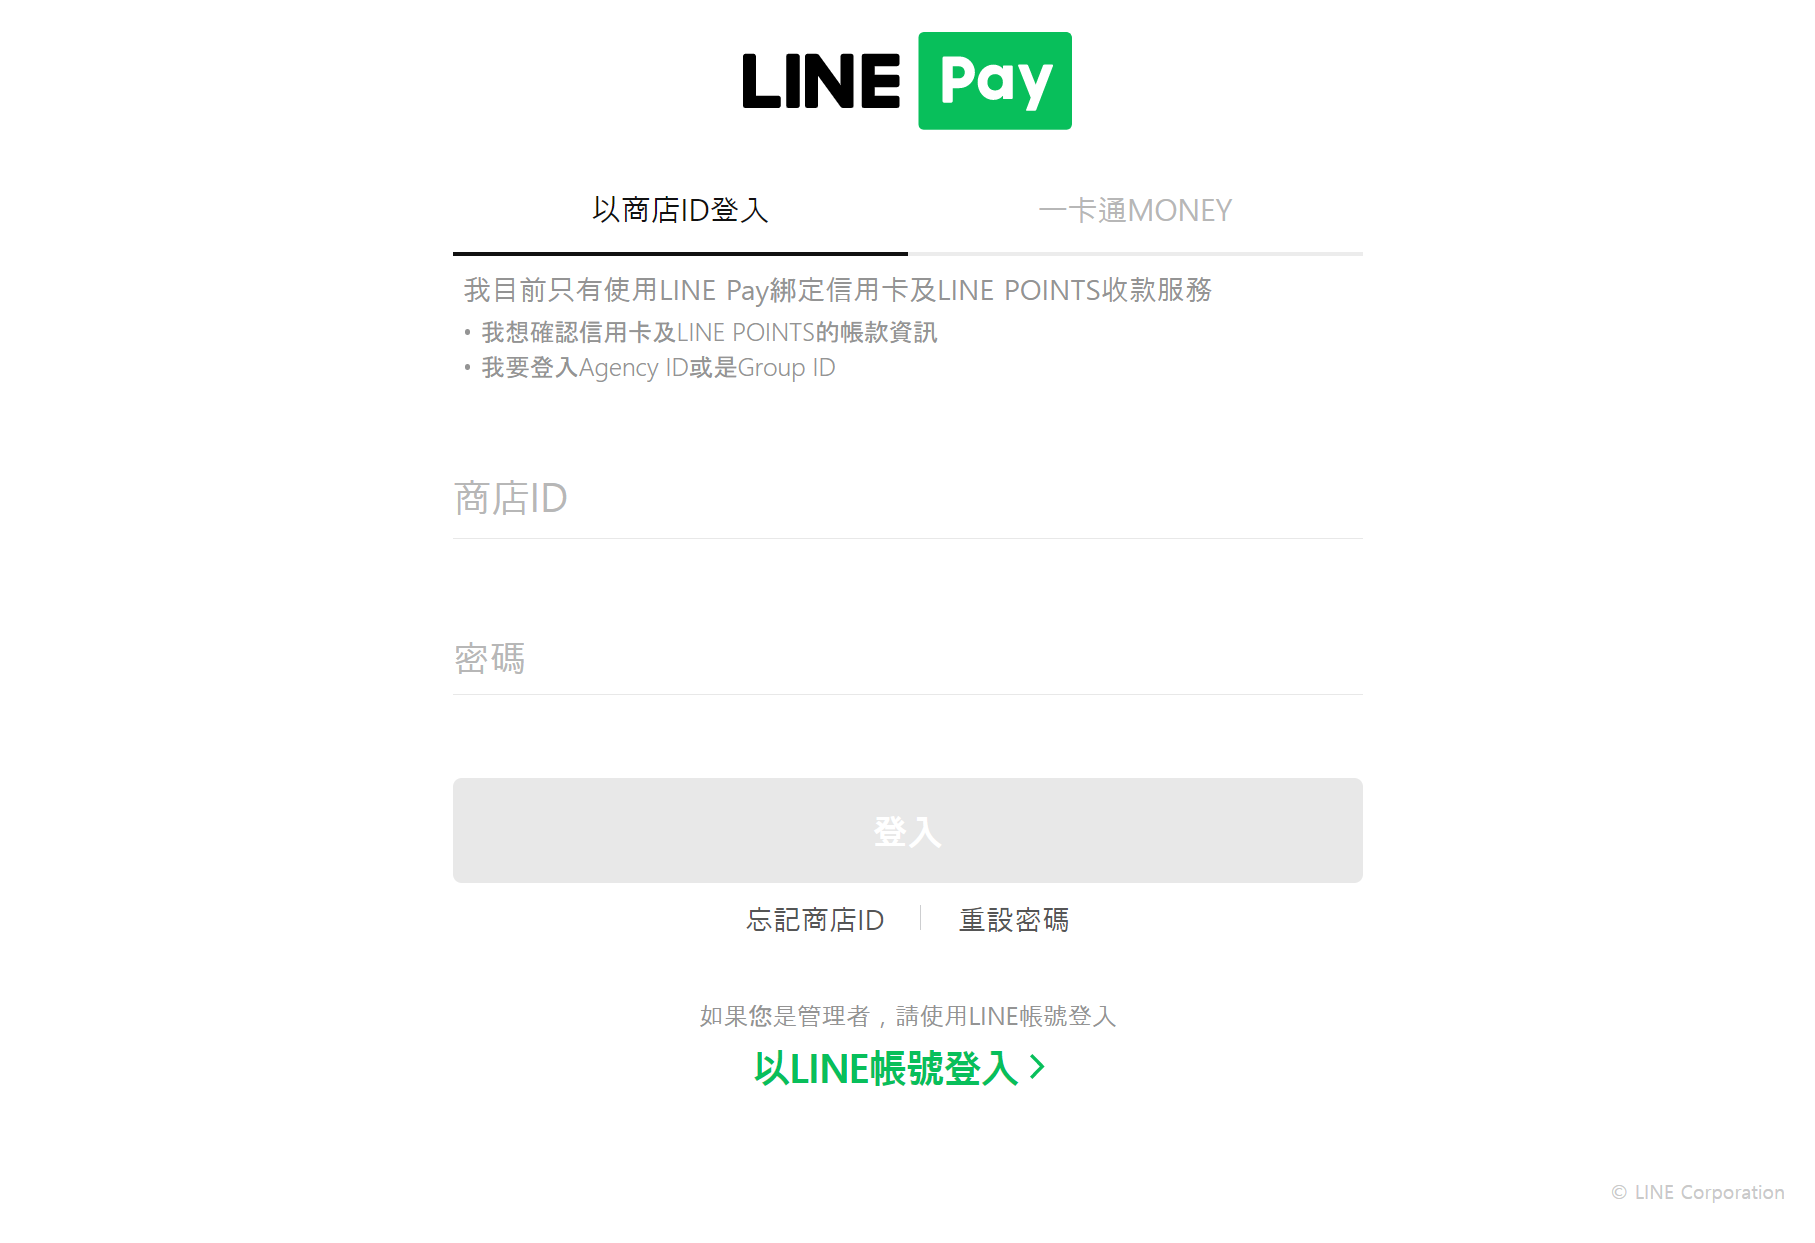 LINE Pay
以商店ID登入
一卡通MONEY
我目前只有使用LINE Pay綁定信用卡及LINE POINTS收款服務
• 我想確認信用卡及LINE POINTS的帳款資訊
• 我要登入Agency ID或是Group ID
商店ID
密碼
登入
忘記商店ID
重設密碼
如果您是管理者，請使用LINE帳號登入
以LINE帳號登入 >
© LINE Corporation